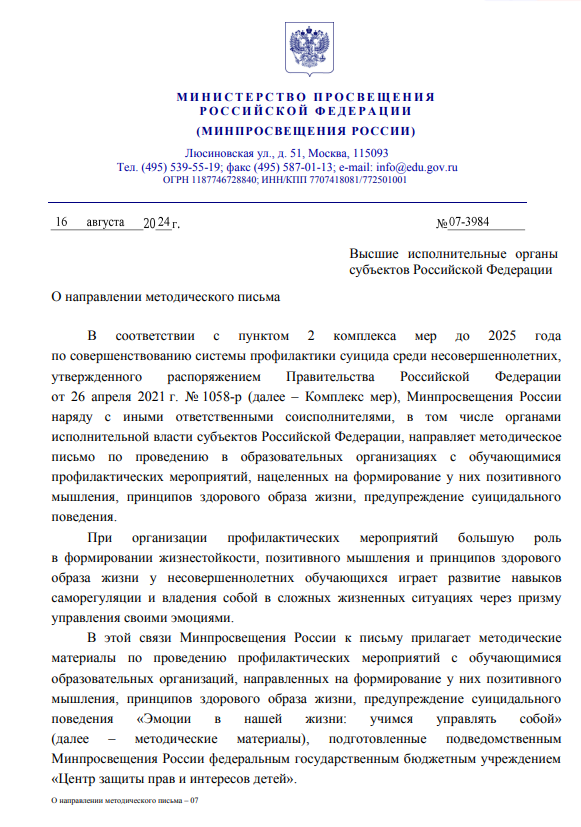 МИНИСТЕРСТВО ПРОСВЕЩЕНИЯ
РОССИЙСКОЙ ФЕДЕРАЦИИ
(МИНПРОСВЕЩЕНИЯ РОССИИ)
Люсиновская ул., д. 51, Москва, 115093
Тел. (495) 539-55-19; факс (495) 587-01-13; e-mail: info@edu.gov.ru
ОГРН 1187746728840; ИНН/КПП 7707418081/772501001
16 августа 2024 г. № 07-3984
Высшие исполнительные органы
субъектов Российской Федерации
О направлении методического письма
В соответствии с пунктом 2 комплекса мер до 2025 года
по совершенствованию системы профилактики суицида среди несовершеннолетних,
утвержденного распоряжением Правительства Российской Федерации
от 26 апреля 2021 г. № 1058-р (далее – Комплекс мер), Минпросвещения России
наряду с иными ответственными соисполнителями, в том числе органами
исполнительной власти субъектов Российской Федерации, направляет методическое
письмо по проведению в образовательных организациях с обучающимися
профилактических мероприятий, нацеленных на формирование у них позитивного
мышления, принципов здорового образа жизни, предупреждение суицидального
поведения.
При организации профилактических мероприятий большую роль
в формировании жизнестойкости, позитивного мышления и принципов здорового
образа жизни у несовершеннолетних обучающихся играет развитие навыков
саморегуляции и владения собой в сложных жизненных ситуациях через призму
управления своими эмоциями.
В этой связи Минпросвещения России к письму прилагает методические
материалы по проведению профилактических мероприятий с обучающимися
образовательных организаций, направленных на формирование у них позитивного
мышления, принципов здорового образа жизни, предупреждение суицидального
поведения «Эмоции в нашей жизни: учимся управлять собой»
(далее – методические материалы), подготовленные подведомственным
Минпросвещения России федеральным государственным бюджетным учреждением
«Центр защиты прав и интересов детей».
О направлении методического письма – 07